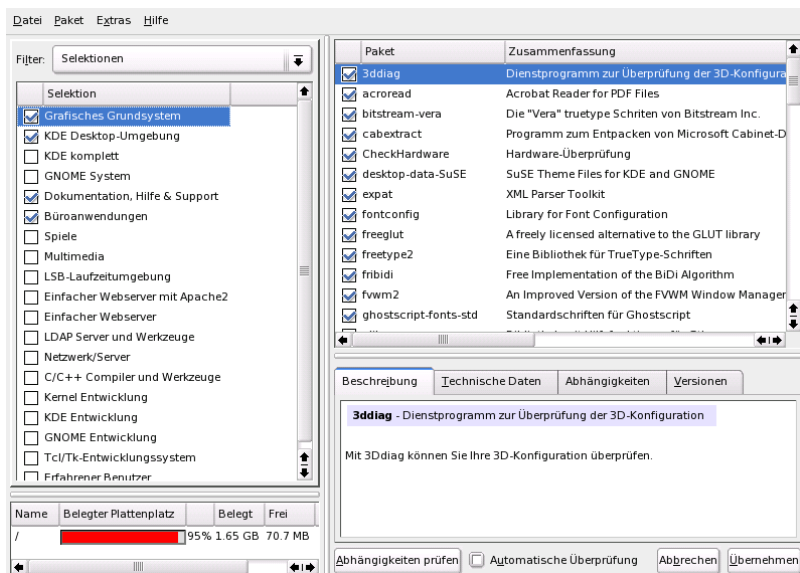 Datei Paket Extras Hilfe
Filter: Selektionen
Selektion
Grafisches Grundsystem
KDE Desktop-Umgebung
KDE komplett
GNOME System
Dokumentation, Hilfe & Support
Büroanwendungen
Spiele
Multimedia
LSB-Laufzeitumgebung
Einfacher Webserver mit Apache2
Einfacher Webserver
LDAP Server und Werkzeuge
Netzwerk/Server
C/C++ Compiler und Werkzeuge
Kernel Entwicklung
KDE Entwicklung
GNOME Entwicklung
Tcl/Tk-Entwicklungssystem
Erfahrener Benutzer
Name Belegter Plattenplatz Belegt Frei
/ 95% 1.65 GB 70.7 MB
Paket Zusammenfassung
3ddiag Dienstprogramm zur Überprüfung der 3D-Konfigura
acroread Acrobat Reader for PDF Files
bitstream-vera Die "Vera" truetype Schriten von Bitstream Inc.
cabextract Programm zum Entpacken von Microsoft Cabinet-D
CheckHardware Hardware-Überprüfung
desktop-data-SuSE SuSE Theme Files for KDE and GNOME
expat XML Parser Toolkit
fontconfig Library for Font Configuration
freeglut A freely licensed alternative to the GLUT library
freetype2 Eine Bibliothek für TrueType-Schriften
fribidi Free Implementation of the BiDi Algorithm
fvwm2 An Improved Version of the FVWM Window Manager
ghostscript-fonts-std Standardschriften für Ghostscript
Beschreibung Technische Daten Abhängigkeiten Versionen
3ddiag - Dienstprogramm zur Überprüfung der 3D-Konfiguration
Mit 3Ddiag können Sie Ihre 3D-Konfiguration überprüfen.
Abhängigkeiten prüfen Automatische Überprüfung Abbrechen Übernehmen